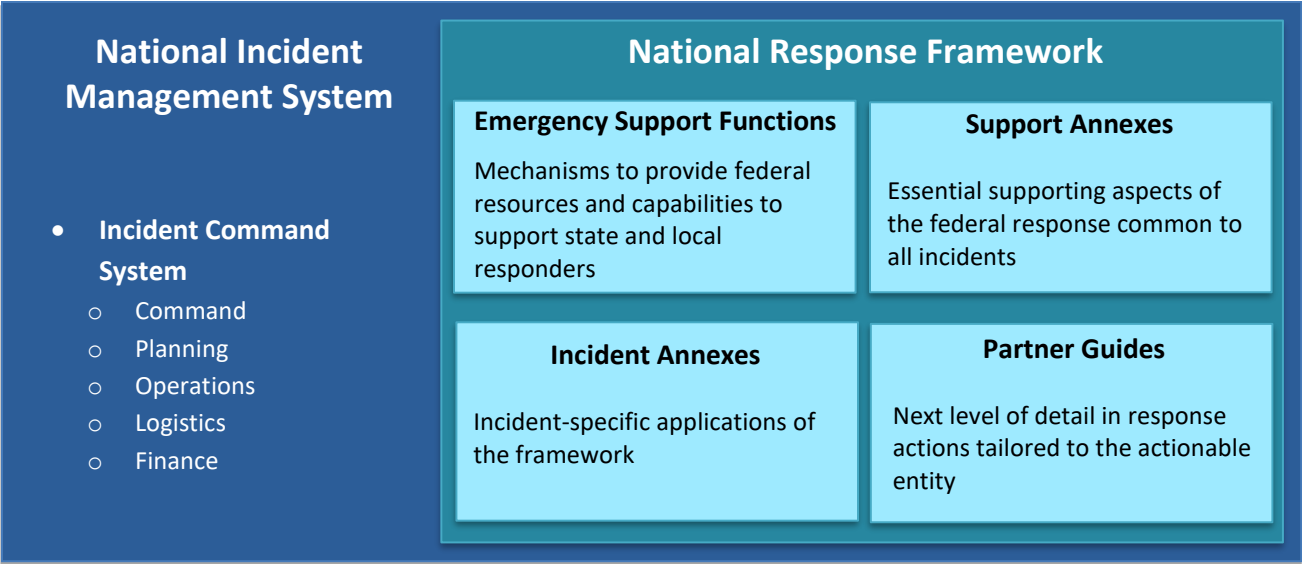 National Incident
Management System
• Incident Command
System
o Command
o Planning
o Operations
o Logistics
o Finance
National Response Framework
Emergency Support Functions
Mechanisms to provide federal
resources and capabilities to
support state and local
responders
Support Annexes
Essential supporting aspects of
the federal response common to
all incidents
Incident Annexes
Incident-specific applications of
the framework
Partner Guides
Next level of detail in response
actions tailored to the actionable
entity